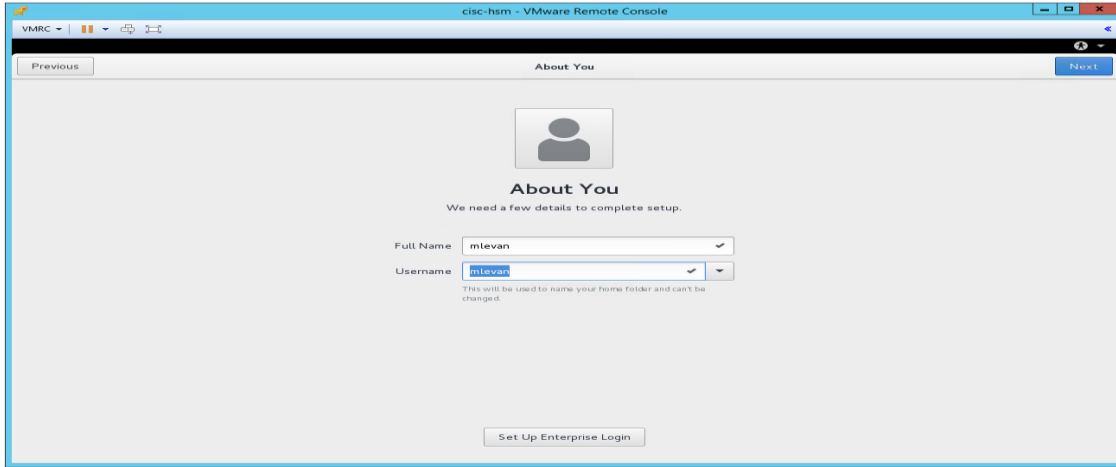 cisc-hsm - VMware Remote Console
VMRC
Previous
About You
Next
About You
We need a few details to complete setup.
Full Name mlevan
Username mlevan
This will be used to name your home folder and can't be
changed.
Set Up Enterprise Login